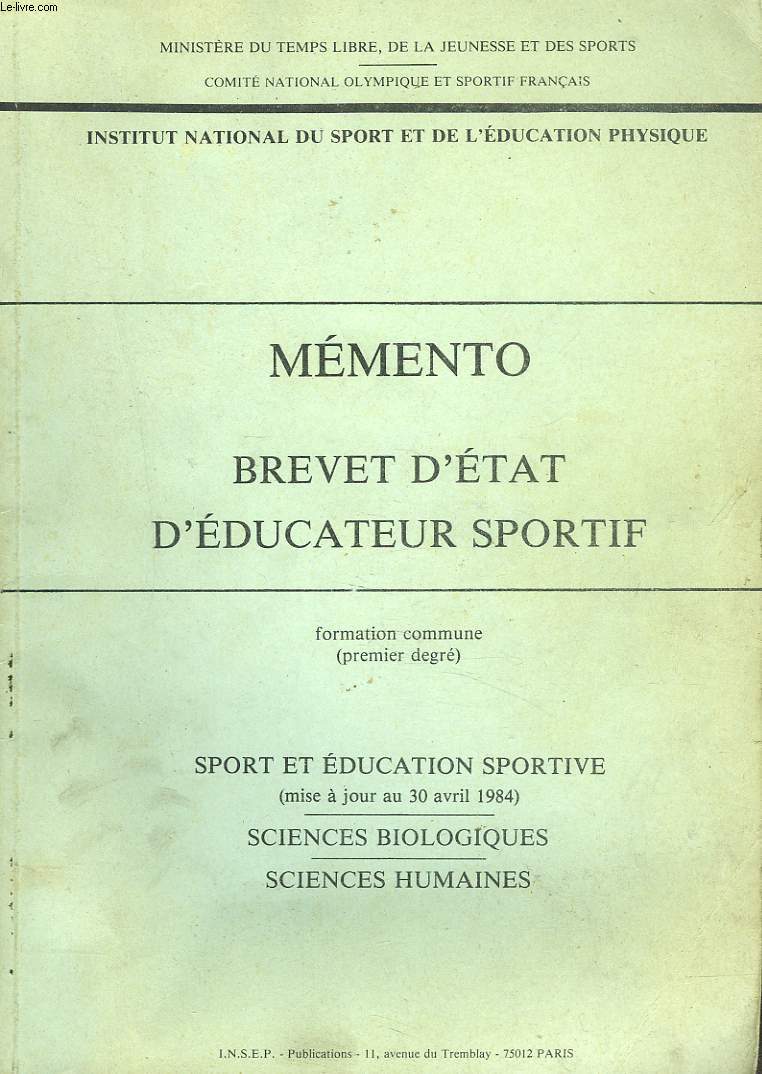 Le-livre.com
MINISTÈRE DU TEMPS LIBRE, DE LA JEUNESSE ET DES SPORTS
COMITÉ NATIONAL OLYMPIQUE ET SPORTIF FRANÇAIS
INSTITUT NATIONAL DU SPORT ET DE L'ÉDUCATION PHYSIQUE
MÉMENTO
BREVET D'ÉTAT
D'ÉDUCATEUR SPORTIF
formation commune
(premier degré)
SPORT ET ÉDUCATION SPORTIVE
(mise à jour au 30 avril 1984)
SCIENCES BIOLOGIQUES
SCIENCES HUMAINES
I.N.S.E.P. - Publications - 11, avenue du Tremblay - 75012 PARIS